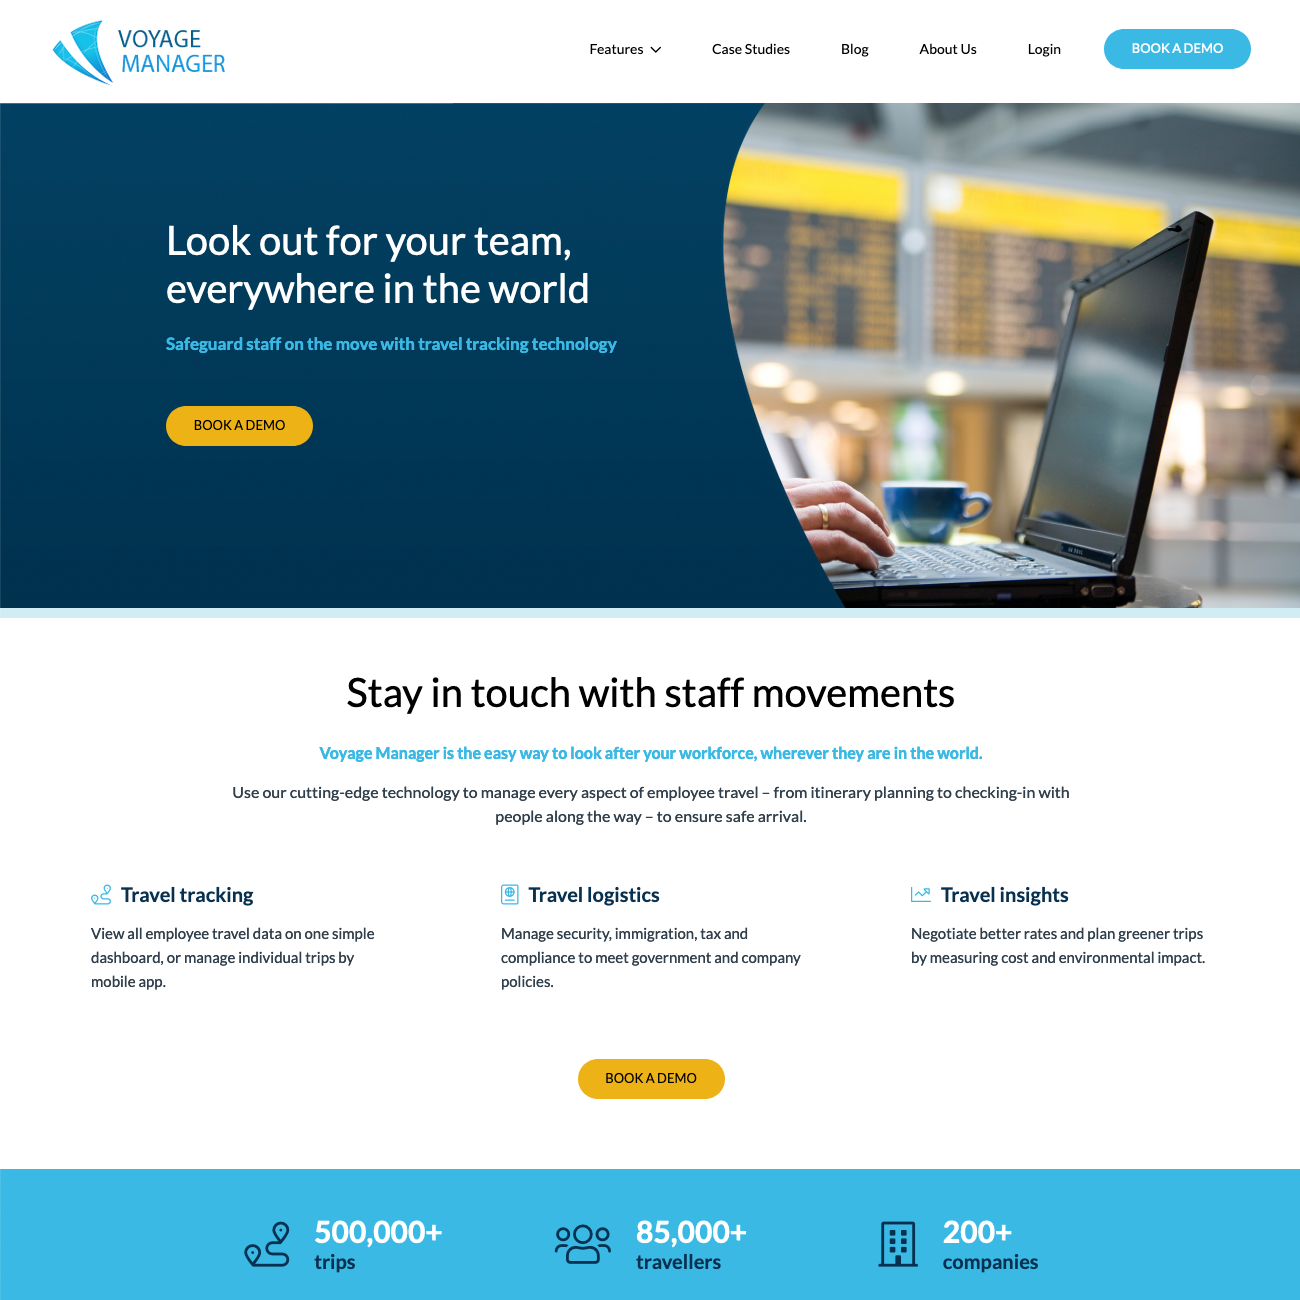 VOYAGE
MANAGER
Features
Case Studies
Blog
About Us
Login
BOOK A DEMO
Look out for your team,
everywhere in the world
Safeguard staff on the move with travel tracking technology
BOOK A DEMO
Stay in touch with staff movements
Voyage Manager is the easy way to look after your workforce, wherever they are in the world.
Use our cutting-edge technology to manage every aspect of employee travel – from itinerary planning to checking-in with
people along the way – to ensure safe arrival.
Travel tracking
View all employee travel data on one simple
dashboard, or manage individual trips by
mobile app.
Travel logistics
Manage security, immigration, tax and
compliance to meet government and company
policies.
Travel insights
Negotiate better rates and plan greener trips
by measuring cost and environmental impact.
BOOK A DEMO
500,000+
trips
85,000+
travellers
200+
companies